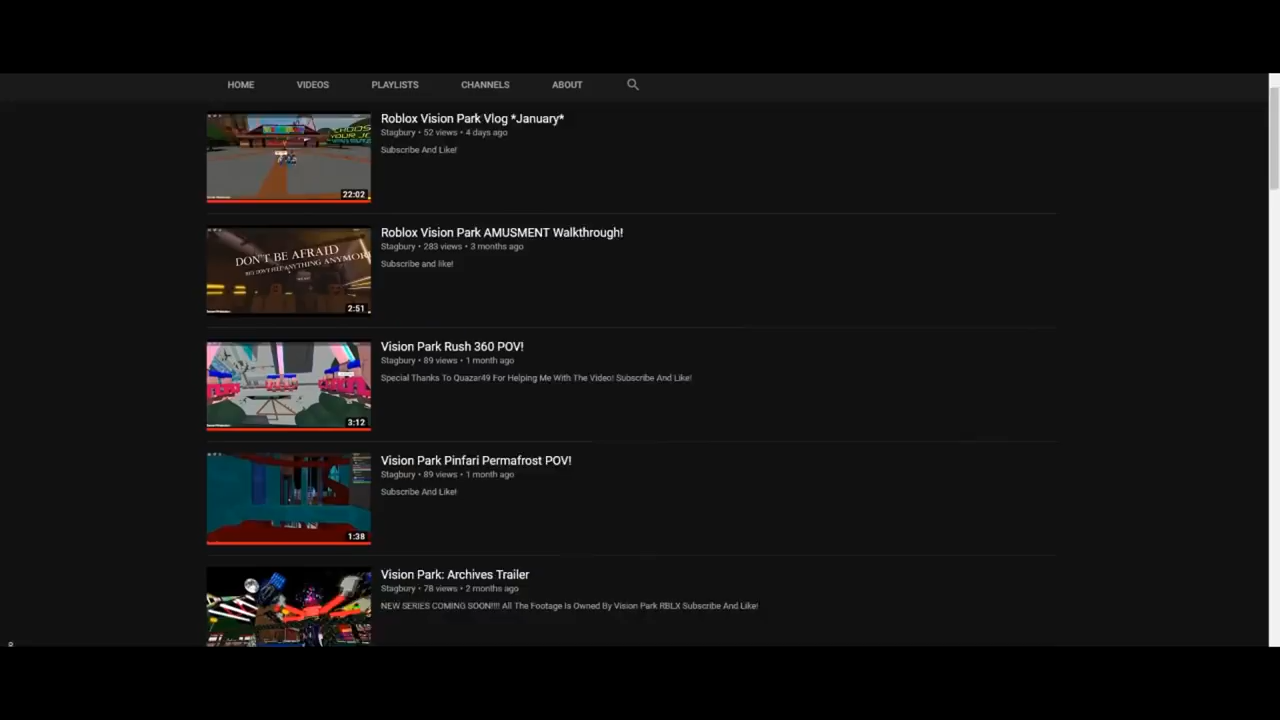 HOME VIDEOS PLAYLISTS CHANNELS ABOUT
Roblox Vision Park Vlog *January*
Stagbury • 52 views • 4 days ago
Subscribe And Like!
22:02
Roblox Vision Park AMUSMENT Walkthrough!
Stagbury • 283 views • 3 months ago
Subscribe and like!
DON'T BE AFRAID
2:51
Vision Park Rush 360 POV!
Stagbury • 89 views • 1 month ago
Special Thanks To Quazar49 For Helping Me With The Video! Subscribe And Like!
3:12
Vision Park Pinfari Permafrost POV!
Stagbury • 89 views • 1 month ago
Subscribe And Like!
1:38
Vision Park: Archives Trailer
Stagbury • 78 views • 2 months ago
NEW SERIES COMING SOON!!!! All The Footage Is Owned By Vision Park RBLX Subscribe And Like!